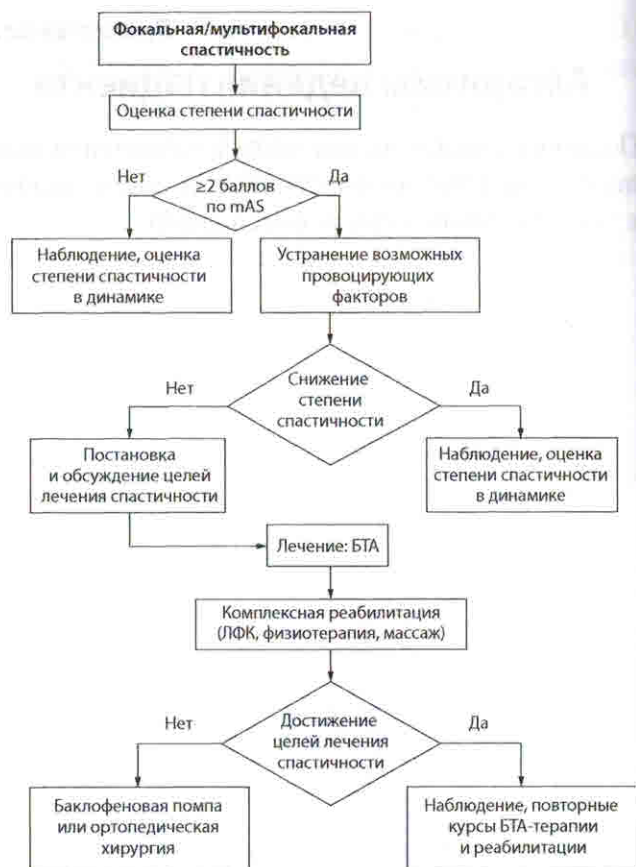 Фокальная/мультифокальная
спастичность
Оценка степени спастичности
Нет
≥2 баллов
по mAS
Да
Наблюдение, оценка
степени спастичности
в динамике
Устранение возможных
провоцирующих
факторов
Нет
Снижение
степени
спастичности
Да
Постановка
и обсуждение целей
лечения спастичности
Наблюдение, оценка
степени спастичности
в динамике
Лечение: БТА
Комплексная реабилитация
(ЛФК, физиотерапия, массаж)
Нет
Достижение
целей лечения
спастичности
Да
Баклофеновая помпа
или ортопедическая
хирургия
Наблюдение, повторные
курсы БТА-терапии
и реабилитации